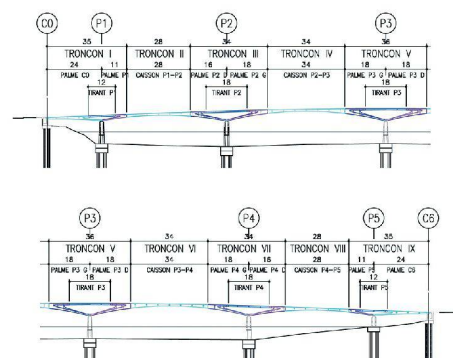 C0 P1 P2 P3
35 28 34 34 36
TRONCON I TRONCON II TRONCON III TRONCON IV TRONCON V
24 11 28 16 18 34 18 18
PALME C0 PALME P1 CAISSON P1-P2 PALME P2 D PALME P2 G CAISSON P2-P3 PALME P3 G PALME P3 D
12 18 18
TIRANT P1 TIRANT P2 TIRANT P3
P3 P4 P5 C6
36 34 34 28 35
TRONCON V TRONCON VI TRONCON VII TRONCON VIII TRONCON IX
18 18 34 18 16 28 11 24
PALME P3 G PALME P3 D CAISSON P3-P4 PALME P4 G PALME P4 D CAISSON P4-P5 PALME P5 PALME C6
18 18 12
TIRANT P3 TIRANT P4 TIRANT P5